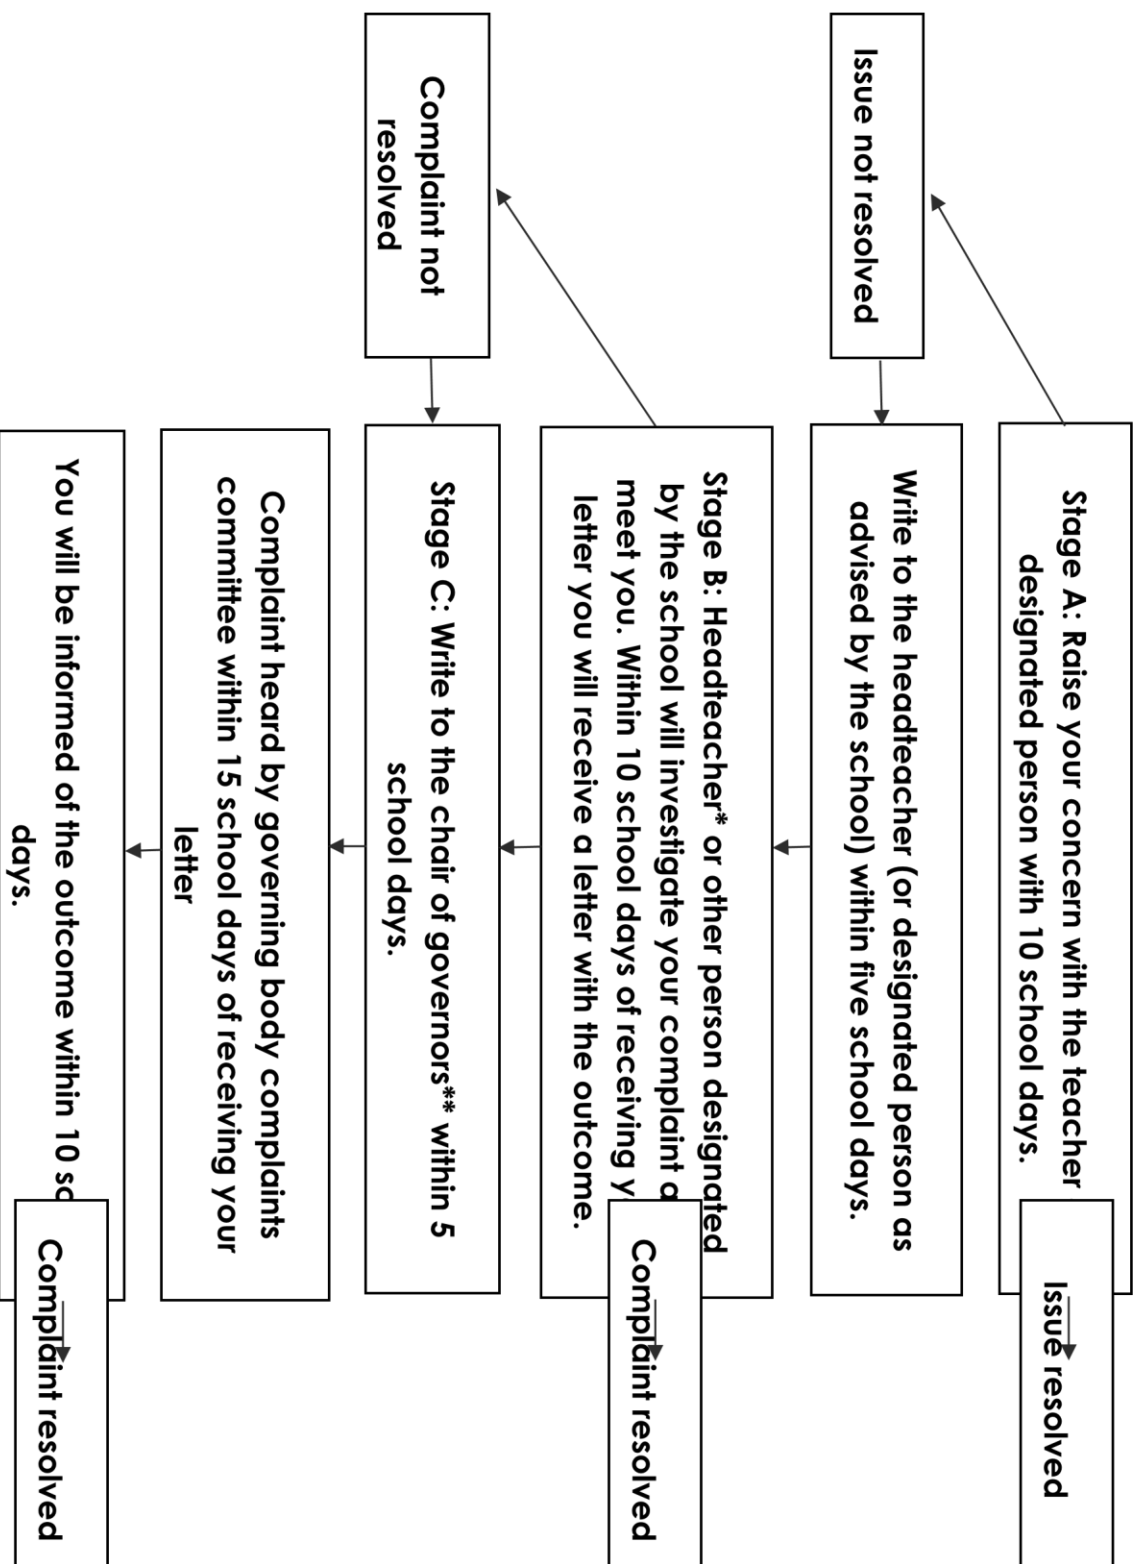 Stage A: Raise your concern with the teacher
designated person with 10 school days.
Issue resolved
Issue not resolved
Write to the headteacher (or designated person as
advised by the school) within five school days.
Stage B: Headteacher* or other person designated
by the school will investigate your complaint
meet you. Within 10 school days of receiving
letter you will receive a letter with the outcome.
Complaint resolved
Complaint not
resolved
Stage C: Write to the chair of governors** within 5
school days.
Complaint heard by governing body complaints
committee within 15 school days of receiving your
letter
You will be informed of the outcome within 10
days.
Complaint resolved